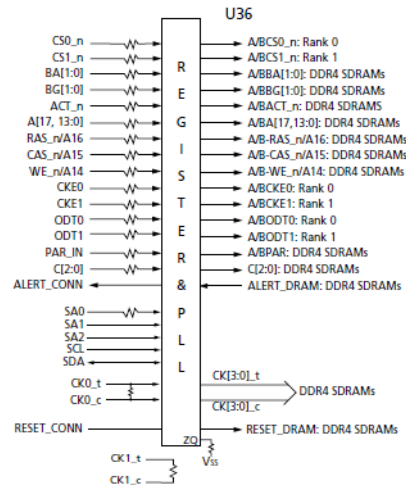 U36
CS0_n A/BCS0_n: Rank 0
CS1_n A/BCS1_n: Rank 1
BA[1:0] A/BBA[1:0]: DDR4 SDRAMs
BG[1:0] A/BBG[1:0]: DDR4 SDRAMs
ACT_n A/BACT_n: DDR4 SDRAMS
A[17, 13:0] A/BA[17,13:0]: DDR4 SDRAMs
RAS_n/A16 A/B-RAS_n/A16: DDR4 SDRAMs
CAS_n/A15 A/B-CAS_n/A15: DDR4 SDRAMs
WE_n/A14 A/B-WE_n/A14: DDR4 SDRAMs
CKE0 A/BCKE0: Rank 0
CKE1 A/BCKE1: Rank 1
ODT0 A/BODT0: Rank 0
ODT1 A/BODT1: Rank 1
PAR_IN A/BPAR: DDR4 SDRAMs
C[2:0] C[2:0]: DDR4 SDRAMs
ALERT_CONN ALERT_DRAM: DDR4 SDRAMs
REGISTER & PLL
SA0
SA1
SA2
SCL
SDA
CK0_t CK[3:0]_t
DDR4 SDRAMs
CK0_c CK[3:0]_c
RESET_CONN RESET_DRAM: DDR4 SDRAMs
ZQ
VSS
CK1_t
CK1_c